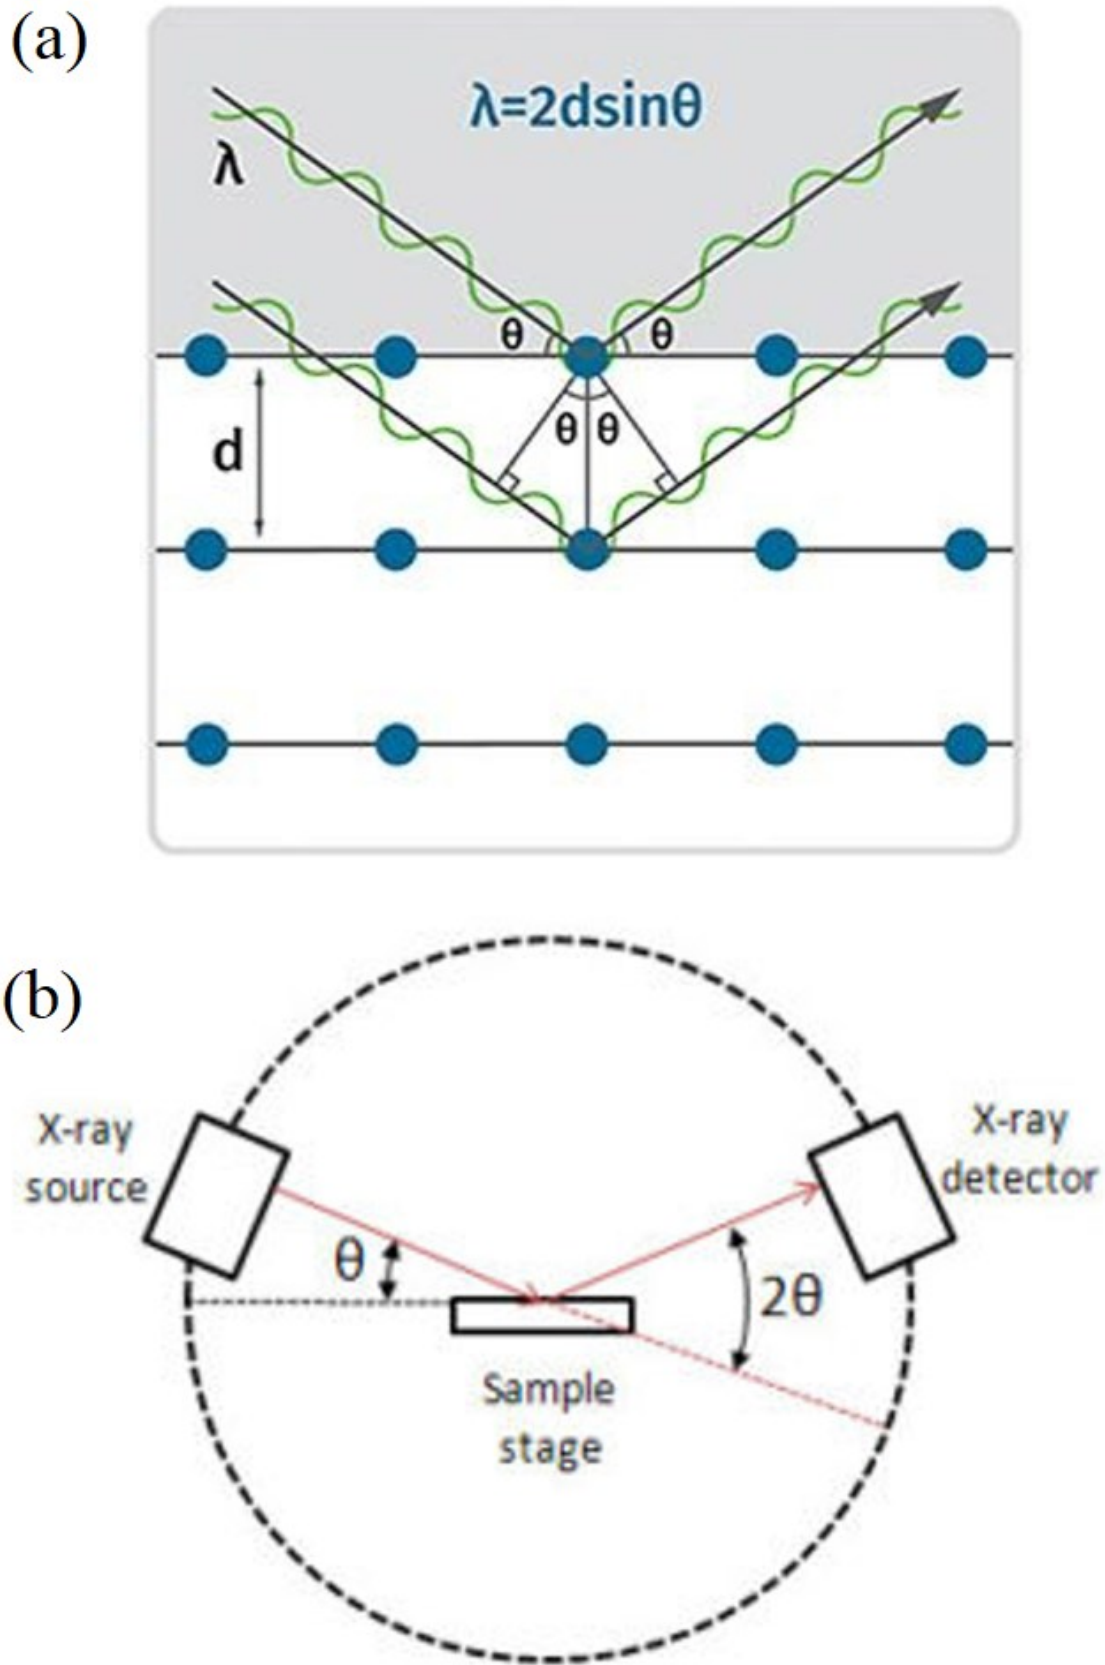 (a)
λ=2dsinθ
λ
θ θ
d
θ θ
(b)
X-ray
source
X-ray
detector
θ
2θ
Sample
stage